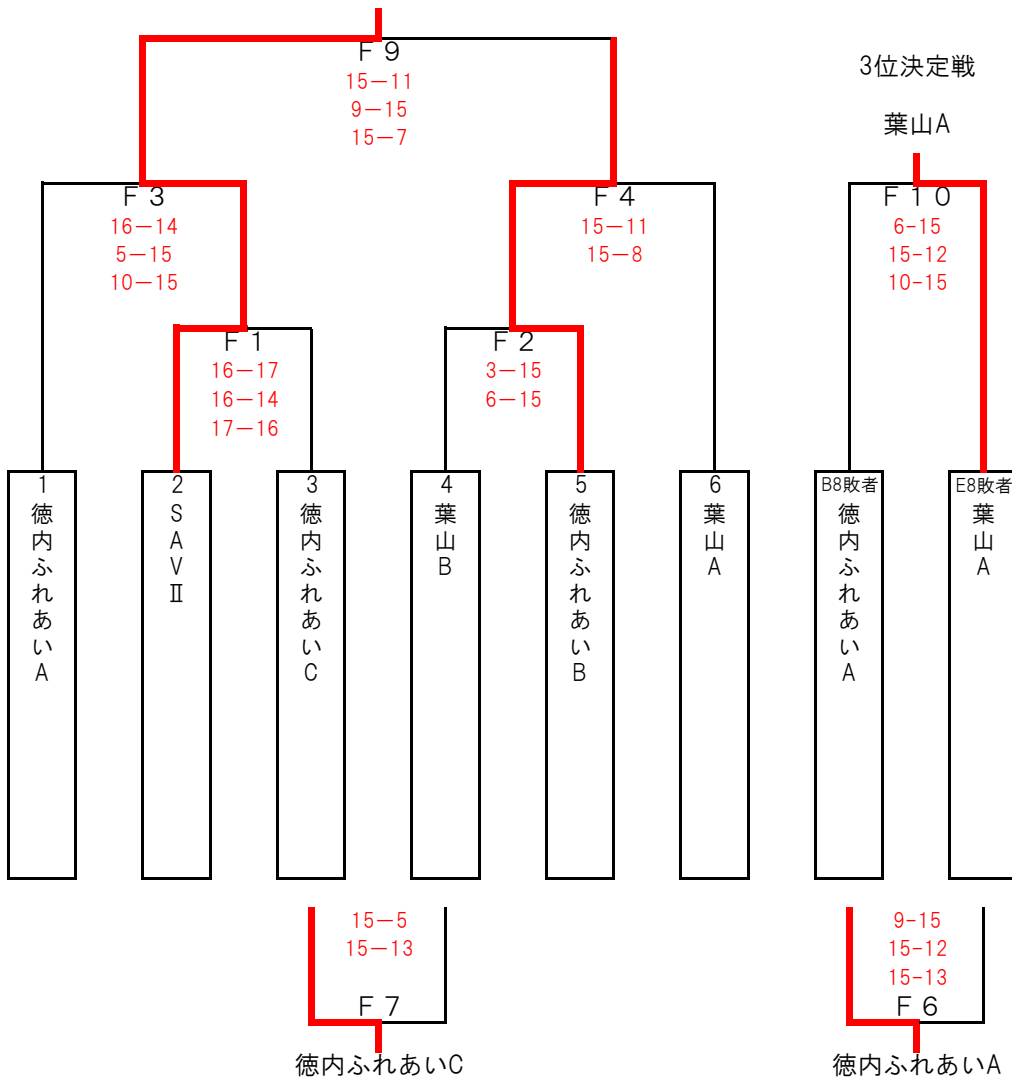 Ｆ９
15－11
9－15
15－7
3位決定戦
葉山A
Ｆ３
16－14
5－15
10－15
Ｆ４
15－11
15－8
Ｆ１０
6-15
15-12
10-15
Ｆ１
16－17
16－14
17－16
Ｆ２
3－15
6－15
1
徳内ふれあいA
2
SAVⅡ
3
徳内ふれあいC
4
葉山B
5
徳内ふれあいB
6
葉山A
B8敗者
徳内ふれあいA
E8敗者
葉山A
15－5
15－13
Ｆ７
徳内ふれあいC
9-15
15-12
15-13
Ｆ６
徳内ふれあいA